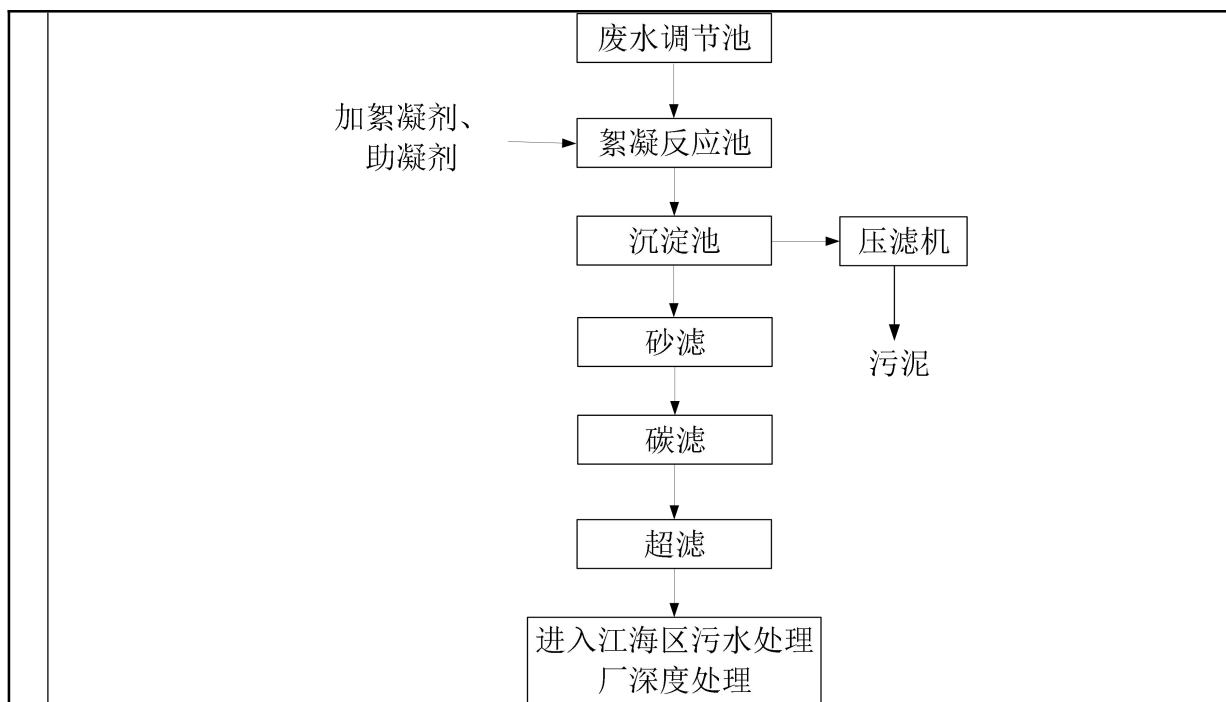 废水调节池
加絮凝剂、
助凝剂
絮凝反应池
沉淀池
压滤机
砂滤
污泥
碳滤
超滤
进入江海区污水处理
厂深度处理